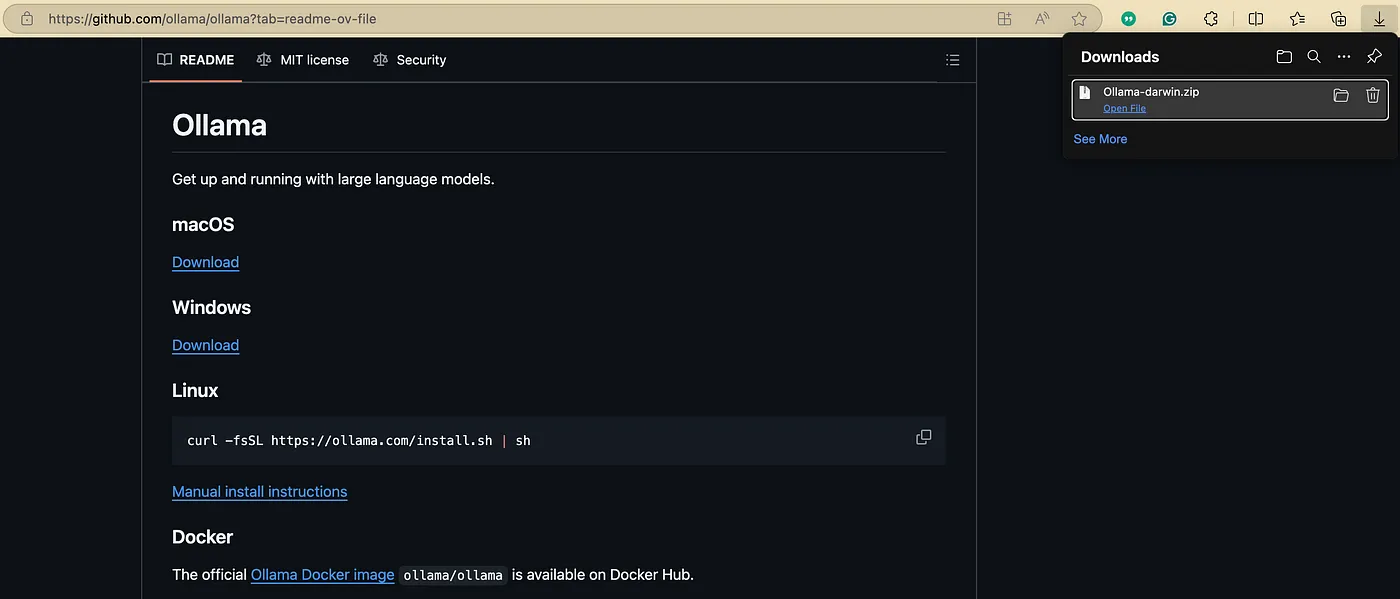 https://github.com/ollama/ollama?tab=readme-ov-file
Downloads
Ollama-darwin.zip
Open File
See More
README MIT license Security
Ollama
Get up and running with large language models.
macOS
Download
Windows
Download
Linux
curl -fsSL https://ollama.com/install.sh | sh
Manual install instructions
Docker
The official Ollama Docker image ollama/ollama is available on Docker Hub.